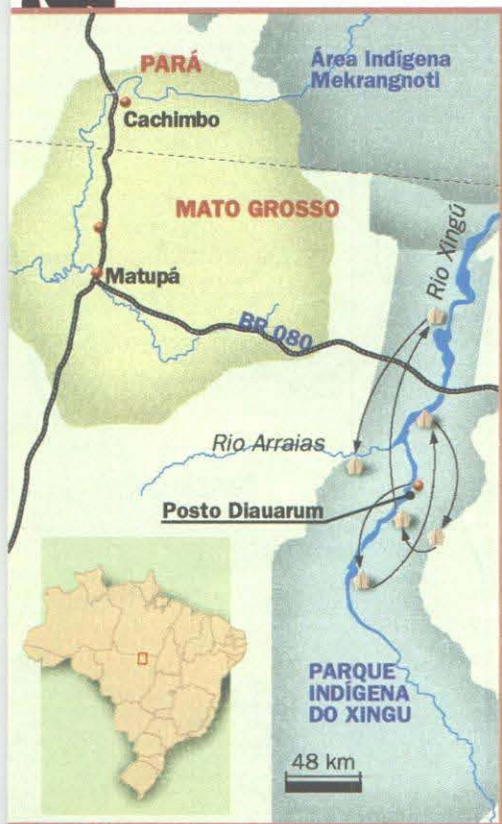 PARÁ
Área Indígena
Mekrangnoti
Cachimbo
MATO GROSSO
Rio Xingú
Matupá
BR 080
Rio Arraias
Posto Diauarum
PARQUE
INDÍGENA
DO XINGU
48 km